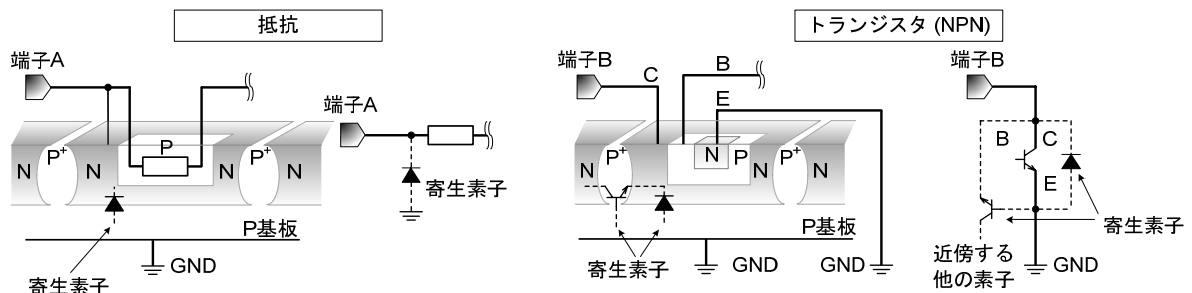 抵抗
トランジスタ (NPN)
端子A
端子A
N
P+
N
P
P+
N
寄生素子
P基板
GND
寄生素子
端子B
C
B
E
N
P+
N
N
P
P+
N
P基板
寄生素子
GND
GND
端子B
B
C
E
寄生素子
近傍する
他の素子
GND